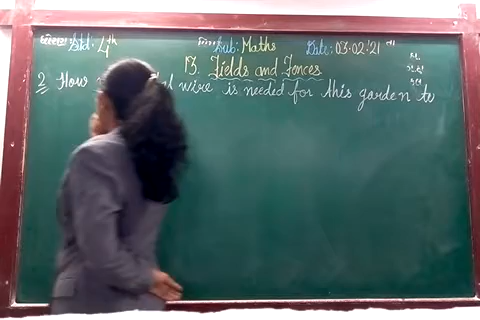 Std: 4th Sub: Maths Date: 03.02.'21
13. Fields and Fences
2 How wire is needed for this garden to